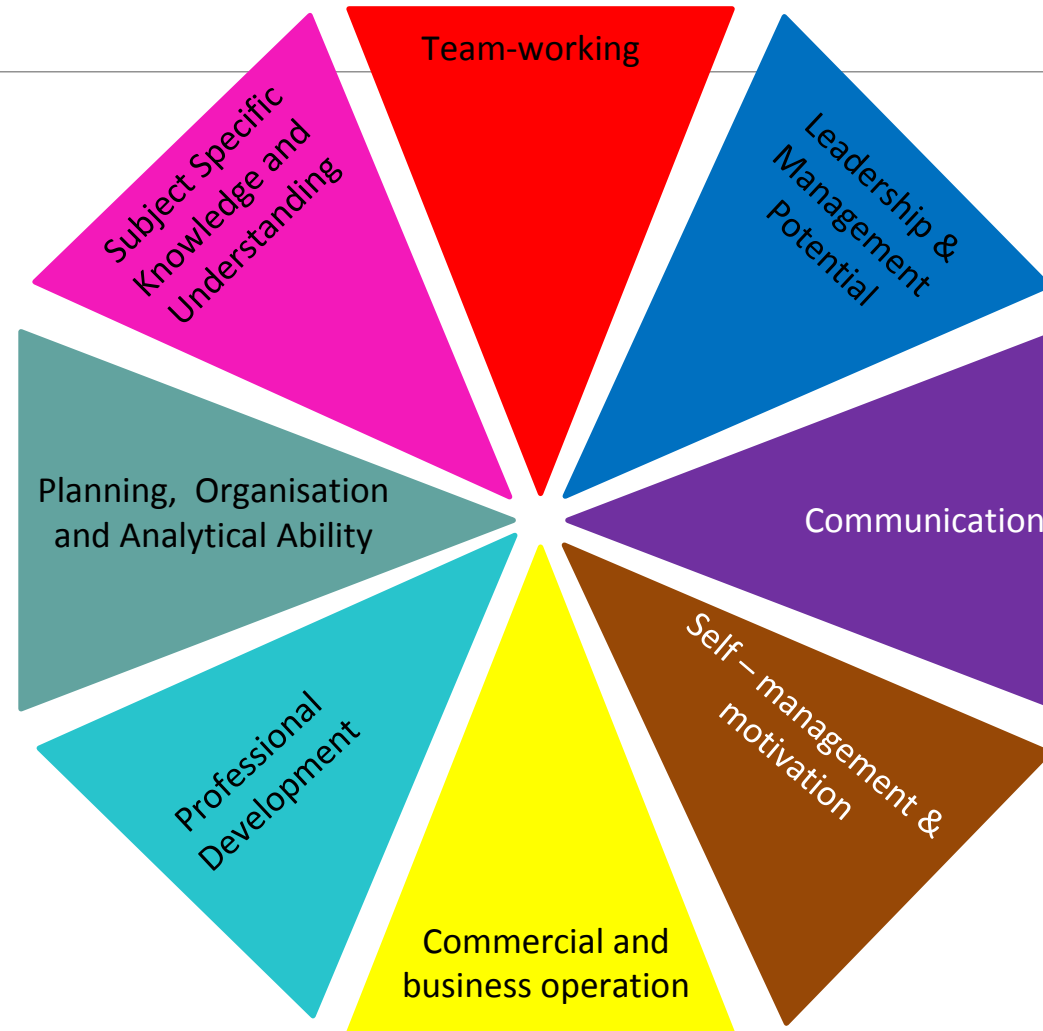 Team-working
Leadership &
Management
Potential
Communication
Self – management &
motivation
Commercial and
business operation
Professional
Development
Planning,  Organisation
and Analytical Ability
Subject Specific
Knowledge and
Understanding